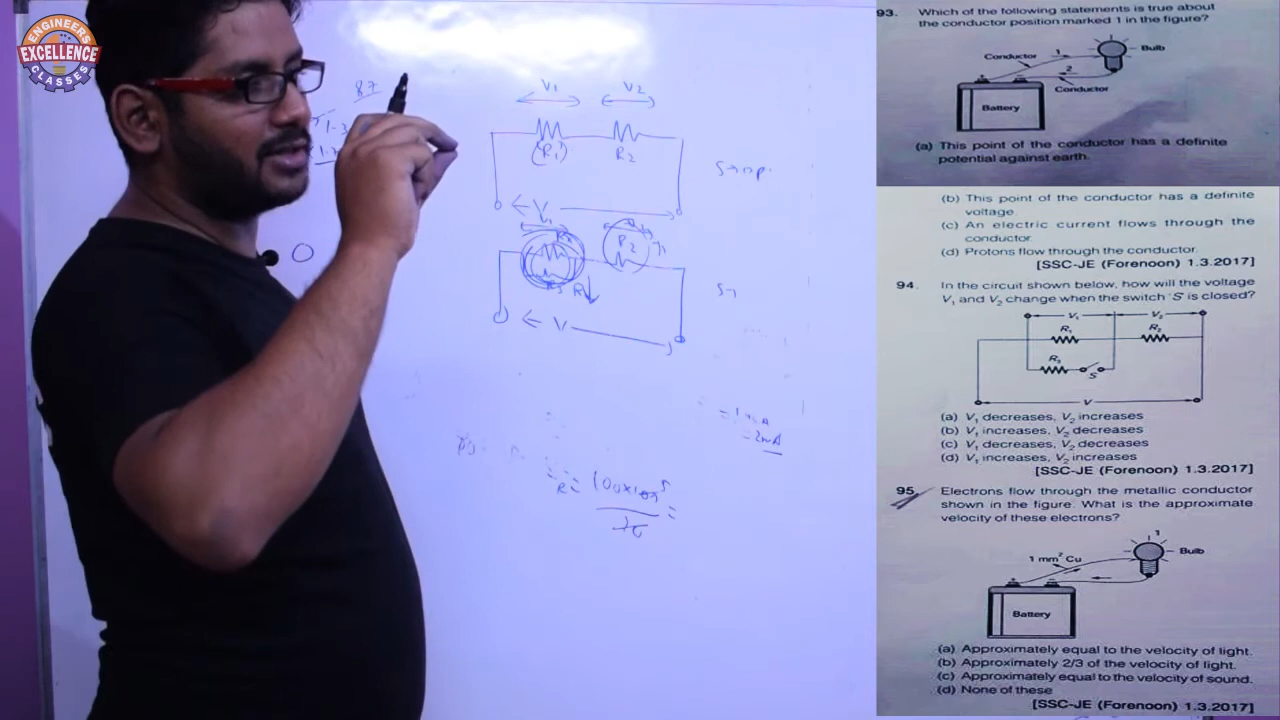 ENGINEERS
EXCELLENCE
CLASSES
87
V₁ V₂
(R₁) R₂
V₁
R₂
R₃
V
100×10
93. Which of the following statements is true about
the conductor position marked 1 in the figure?
1
Bulb
Conductor
2
Conductor
Battery
(a) This point of the conductor has a definite
potential against earth.
(b) This point of the conductor has a definite
voltage.
(c) An electric current flows through the
conductor.
(d) Protons flow through the conductor.
[SSC-JE (Forenoon) 1.3.2017]
94. In the circuit shown below, how will the voltage
V₁ and V₂ change when the switch 'S' is closed?
V₁ V₂
R₁ R₂
R₃
S
V
(a) V₁ decreases, V₂ increases
(b) V₁ increases, V₂ decreases
(c) V₁ decreases, V₂ decreases
(d) V₁ increases, V₂ increases
[SSC-JE (Forenoon) 1.3.2017]
95. Electrons flow through the metallic conductor
shown in the figure. What is the approximate
velocity of these electrons?
1
1 mm² Cu
Bulb
Battery
(a) Approximately equal to the velocity of light.
(b) Approximately 2/3 of the velocity of light.
(c) Approximately equal to the velocity of sound.
(d) None of these
[SSC-JE (Forenoon) 1.3.2017]